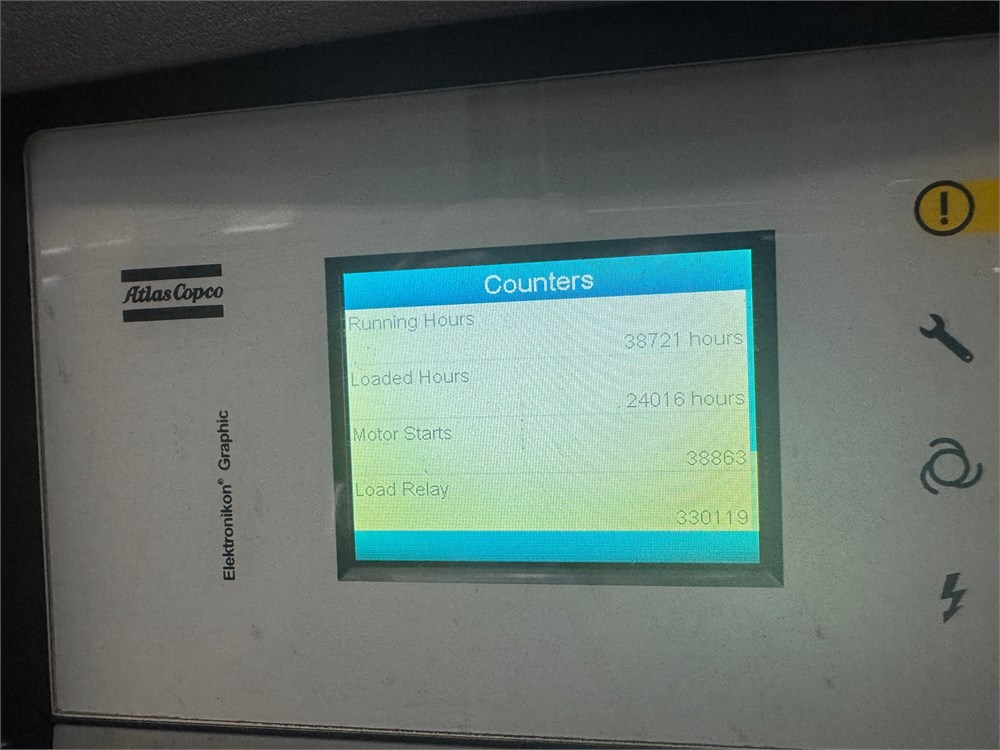 Atlas Copco
Elektronikon® Graphic
Counters
Running Hours
38721 hours
Loaded Hours
24016 hours
Motor Starts
38863
Load Relay
330119